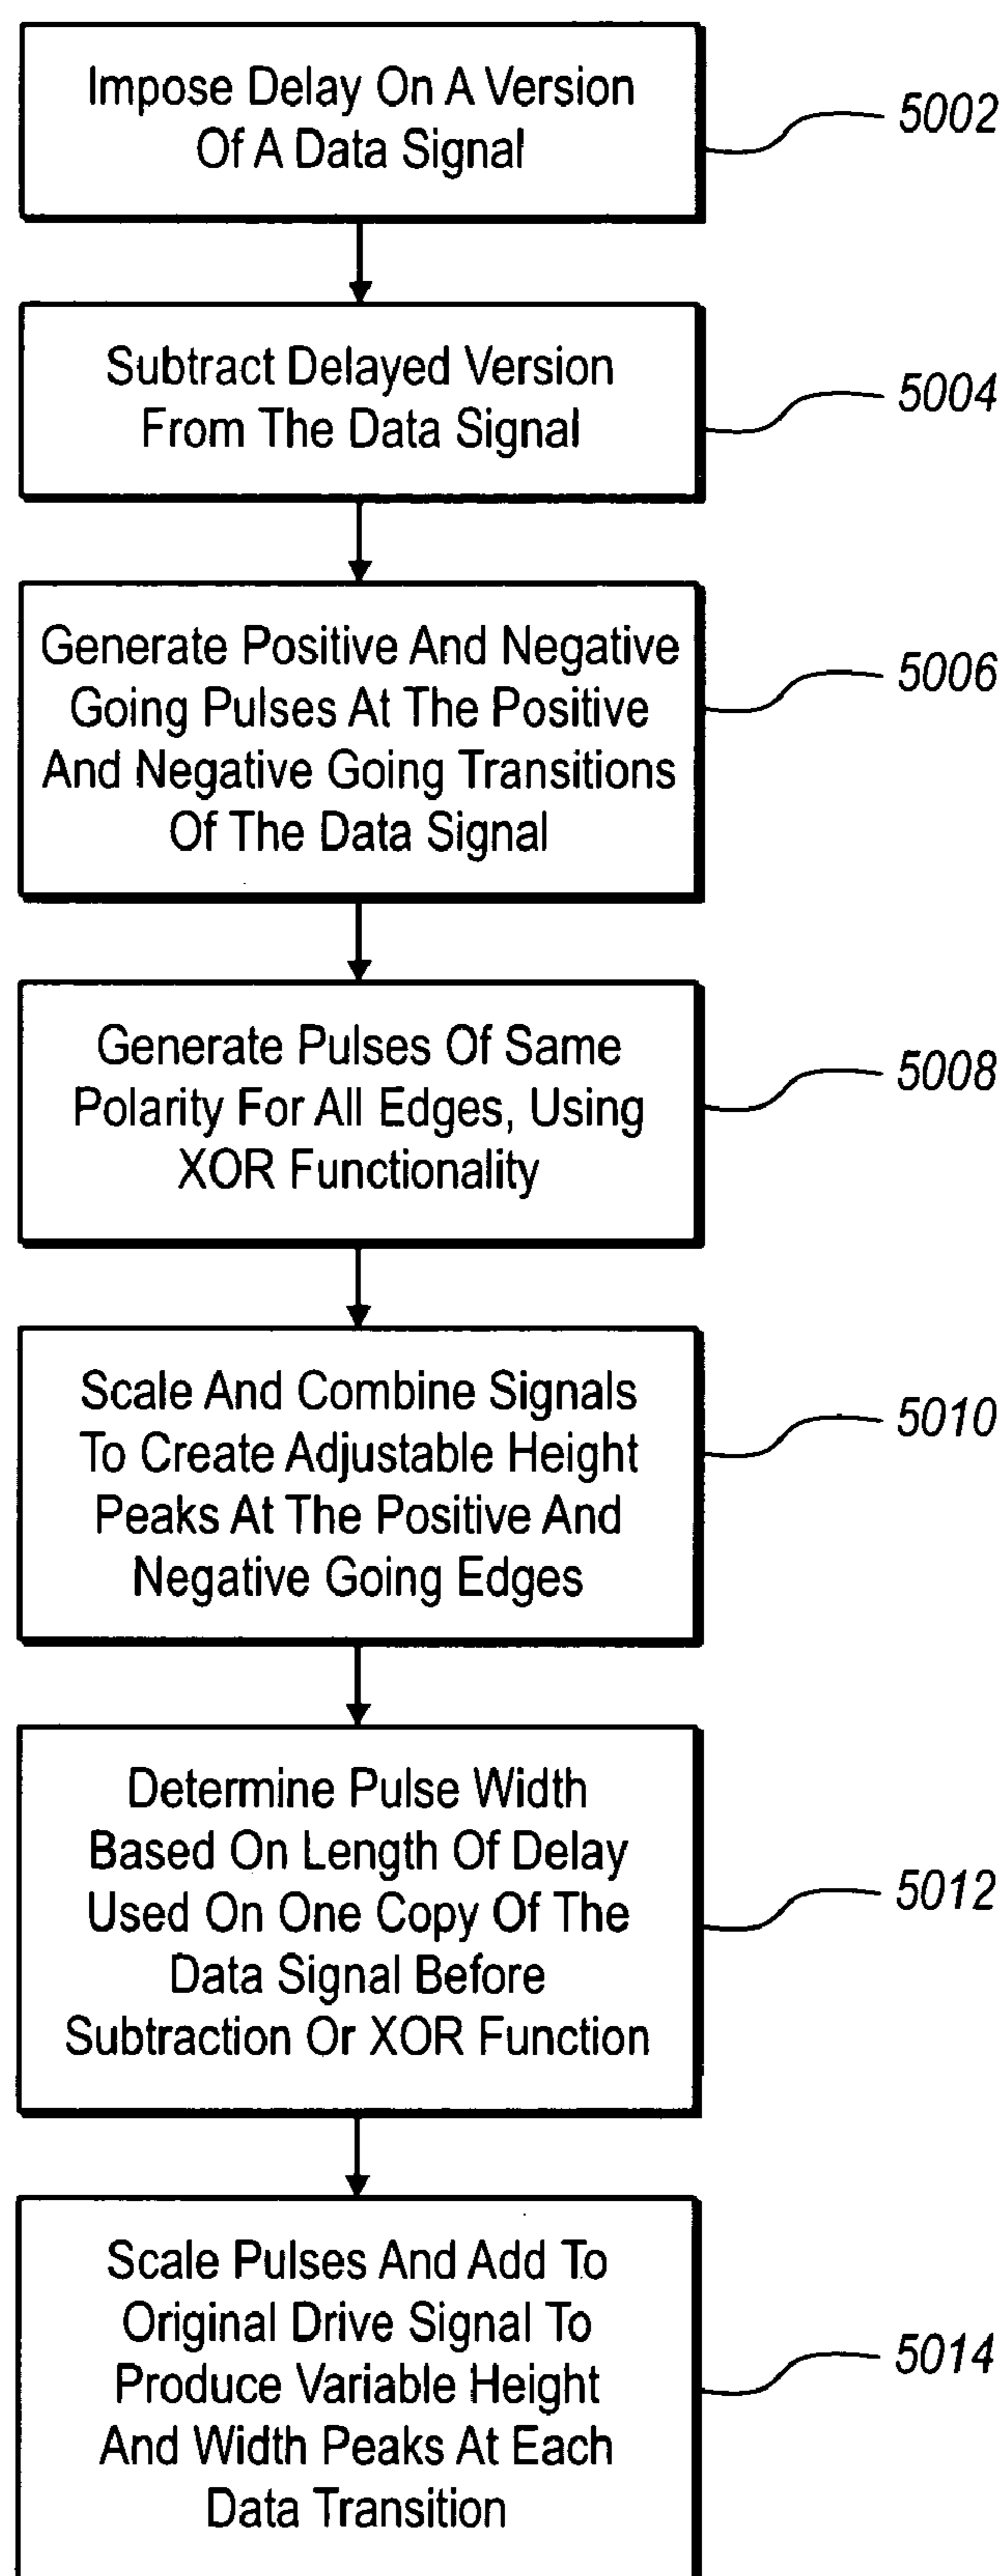 Impose Delay On A Version
Of A Data Signal
5002
Subtract Delayed Version
From The Data Signal
5004
Generate Positive And Negative
Going Pulses At The Positive
And Negative Going Transitions
Of The Data Signal
5006
Generate Pulses Of Same
Polarity For All Edges, Using
XOR Functionality
5008
Scale And Combine Signals
To Create Adjustable Height
Peaks At The Positive And
Negative Going Edges
5010
Determine Pulse Width
Based On Length Of Delay
Used On One Copy Of The
Data Signal Before
Subtraction Or XOR Function
5012
Scale Pulses And Add To
Original Drive Signal To
Produce Variable Height
And Width Peaks At Each
Data Transition
5014